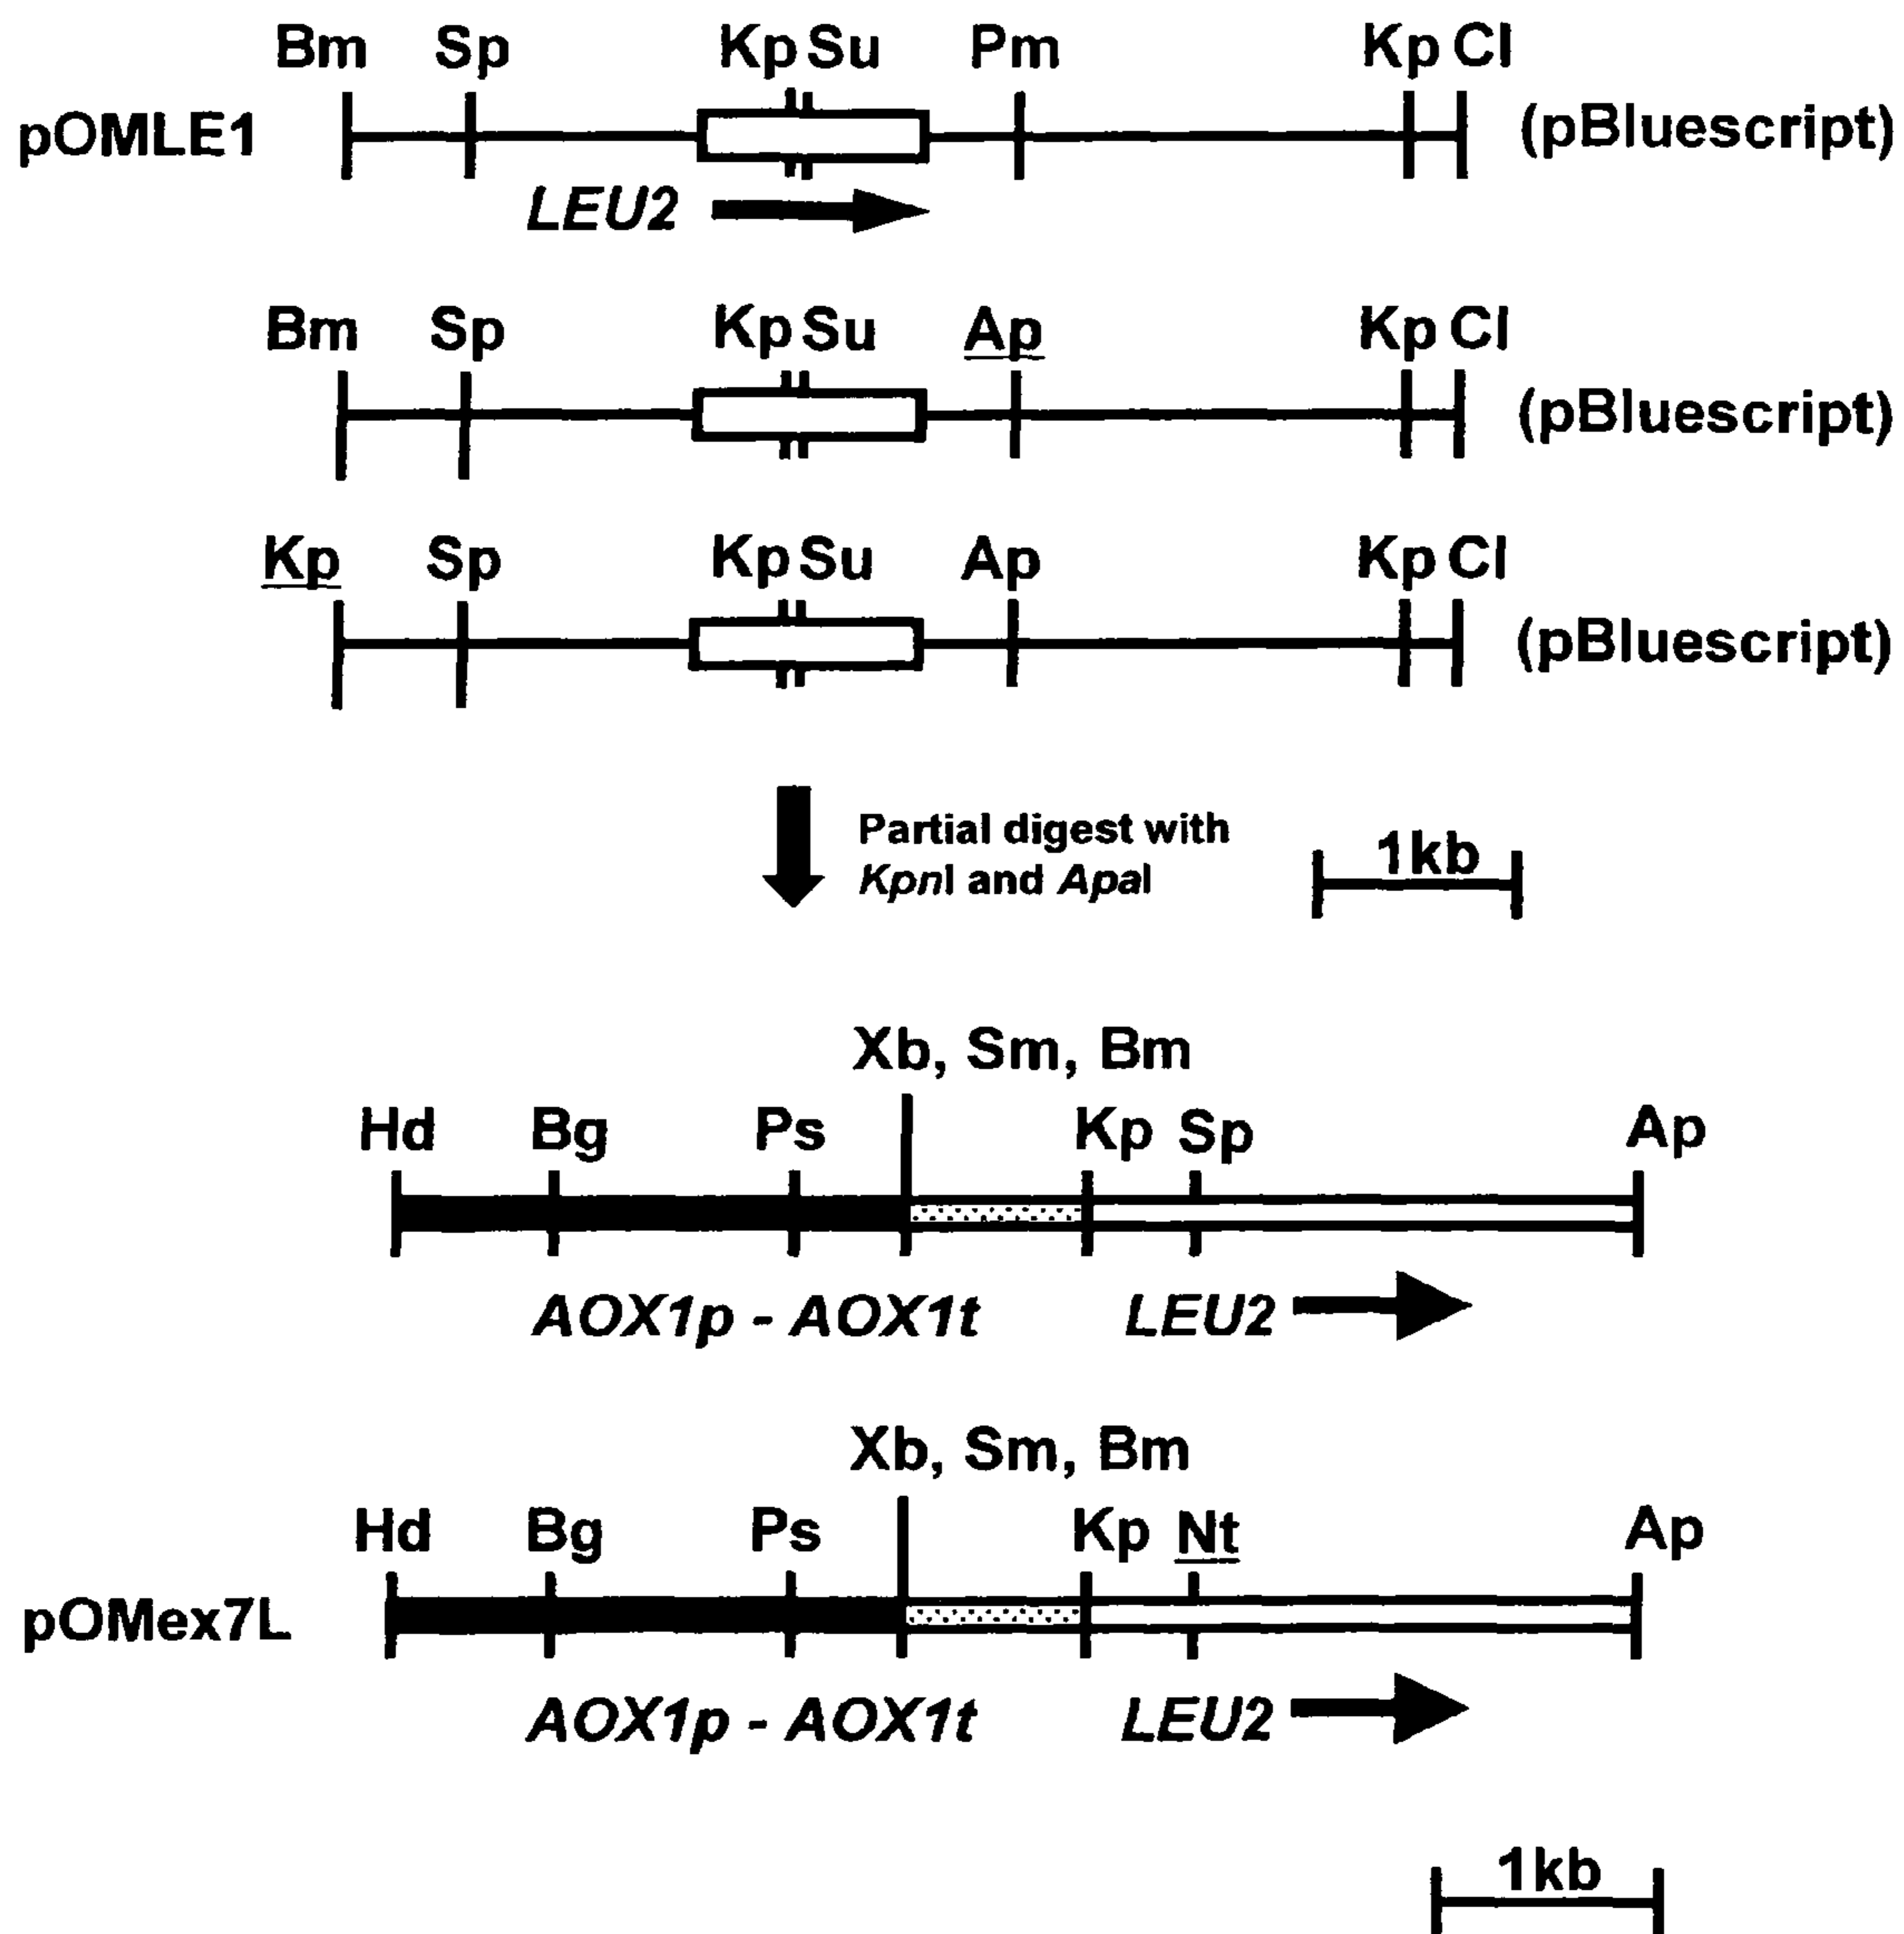 Bm Sp Kp Su Pm Kp Cl
pOMLE1 (pBluescript)
LEU2
Bm Sp Kp Su Ap Kp Cl
(pBluescript)
Kp Sp Kp Su Ap Kp Cl
(pBluescript)
Partial digest with
KpnI and ApaI
1kb
Xb, Sm, Bm
Hd Bg Ps Kp Sp Ap
AOX1p - AOX1t LEU2
Xb, Sm, Bm
Hd Bg Ps Kp Nt Ap
pOMex7L
AOX1p - AOX1t LEU2
1kb